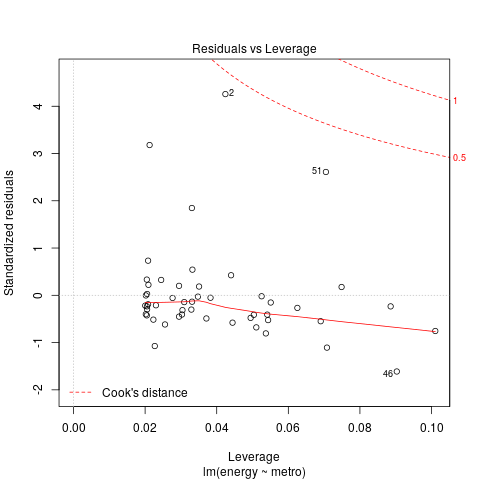 Residuals vs Leverage
Standardized residuals
4
3
2
1
0
-1
-2
2
51
46
1
0.5
Cook's distance
0.00 0.02 0.04 0.06 0.08 0.10
Leverage
lm(energy ~ metro)